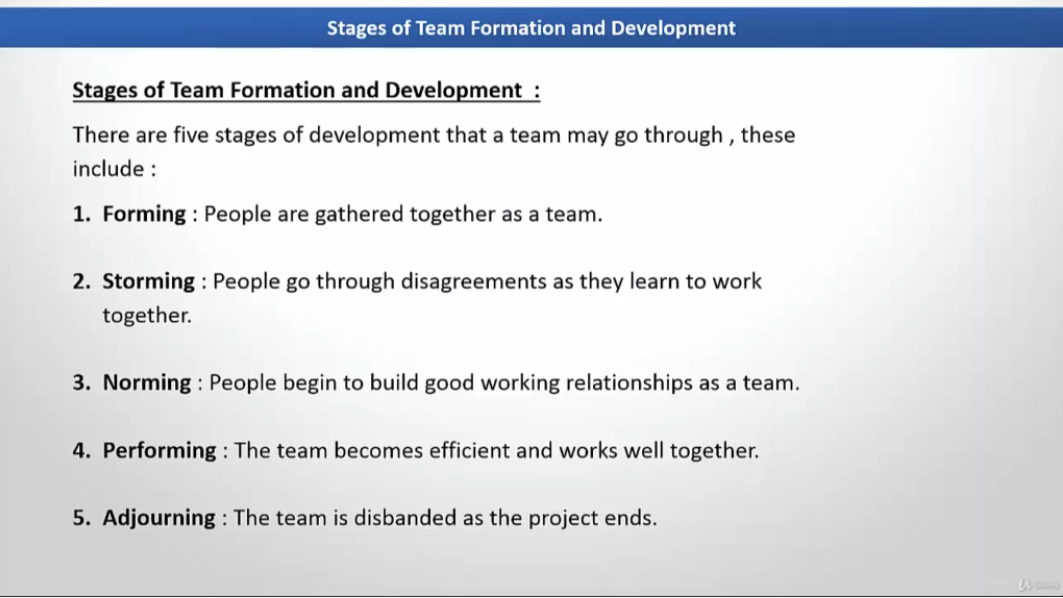 Stages of Team Formation and Development
Stages of Team Formation and Development :
There are five stages of development that a team may go through , these
include :
1. Forming : People are gathered together as a team.
2. Storming : People go through disagreements as they learn to work
together.
3. Norming : People begin to build good working relationships as a team.
4. Performing : The team becomes efficient and works well together.
5. Adjourning : The team is disbanded as the project ends.